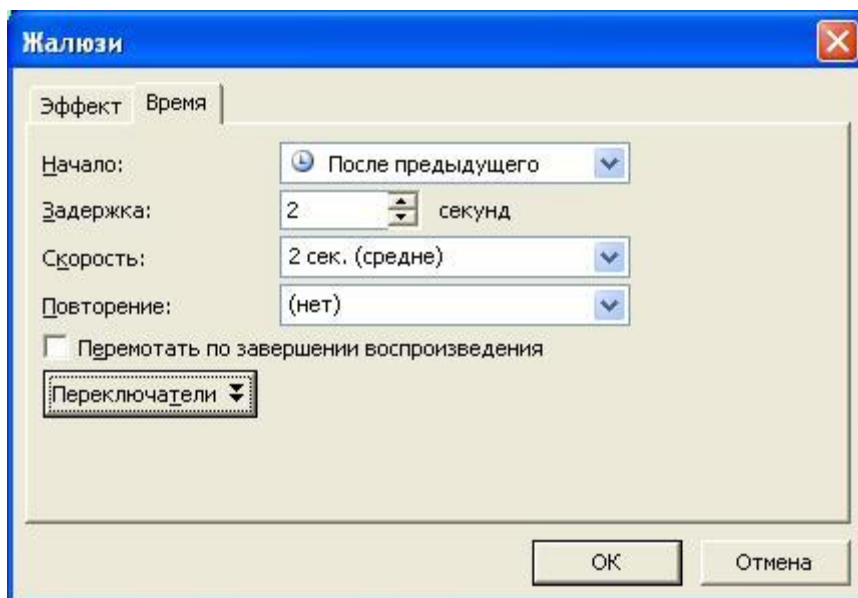 Жалюзи
Эффект Время
Начало: После предыдущего
Задержка: 2 секунд
Скорость: 2 сек. (средне)
Повторение: (нет)
Перемотать по завершении воспроизведения
Переключатели
ОК Отмена